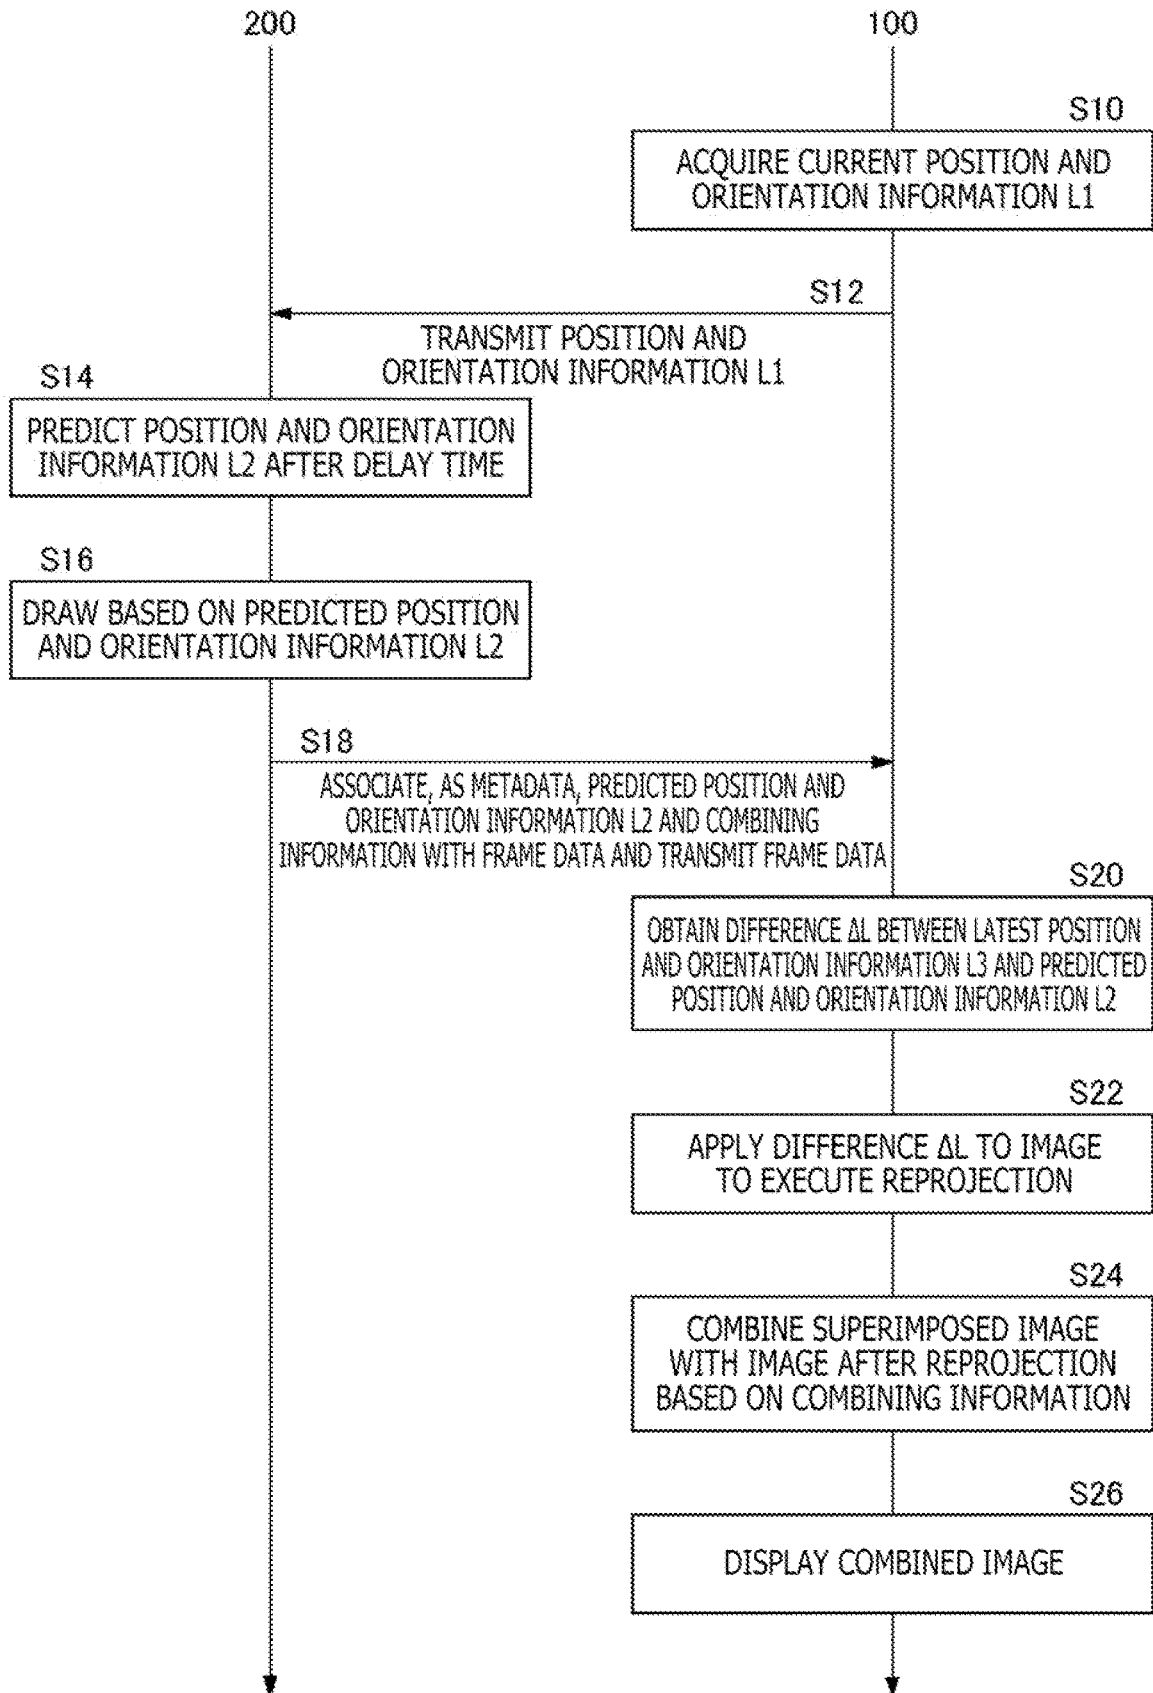 200
100
S10
ACQUIRE CURRENT POSITION AND
ORIENTATION INFORMATION L1
S12
TRANSMIT POSITION AND
ORIENTATION INFORMATION L1
S14
PREDICT POSITION AND ORIENTATION
INFORMATION L2 AFTER DELAY TIME
S16
DRAW BASED ON PREDICTED POSITION
AND ORIENTATION INFORMATION L2
S18
ASSOCIATE, AS METADATA, PREDICTED POSITION AND
ORIENTATION INFORMATION L2 AND COMBINING
INFORMATION WITH FRAME DATA AND TRANSMIT FRAME DATA
S20
OBTAIN DIFFERENCE ΔL BETWEEN LATEST POSITION
AND ORIENTATION INFORMATION L3 AND PREDICTED
POSITION AND ORIENTATION INFORMATION L2
S22
APPLY DIFFERENCE ΔL TO IMAGE
TO EXECUTE REPROJECTION
S24
COMBINE SUPERIMPOSED IMAGE
WITH IMAGE AFTER REPROJECTION
BASED ON COMBINING INFORMATION
S26
DISPLAY COMBINED IMAGE